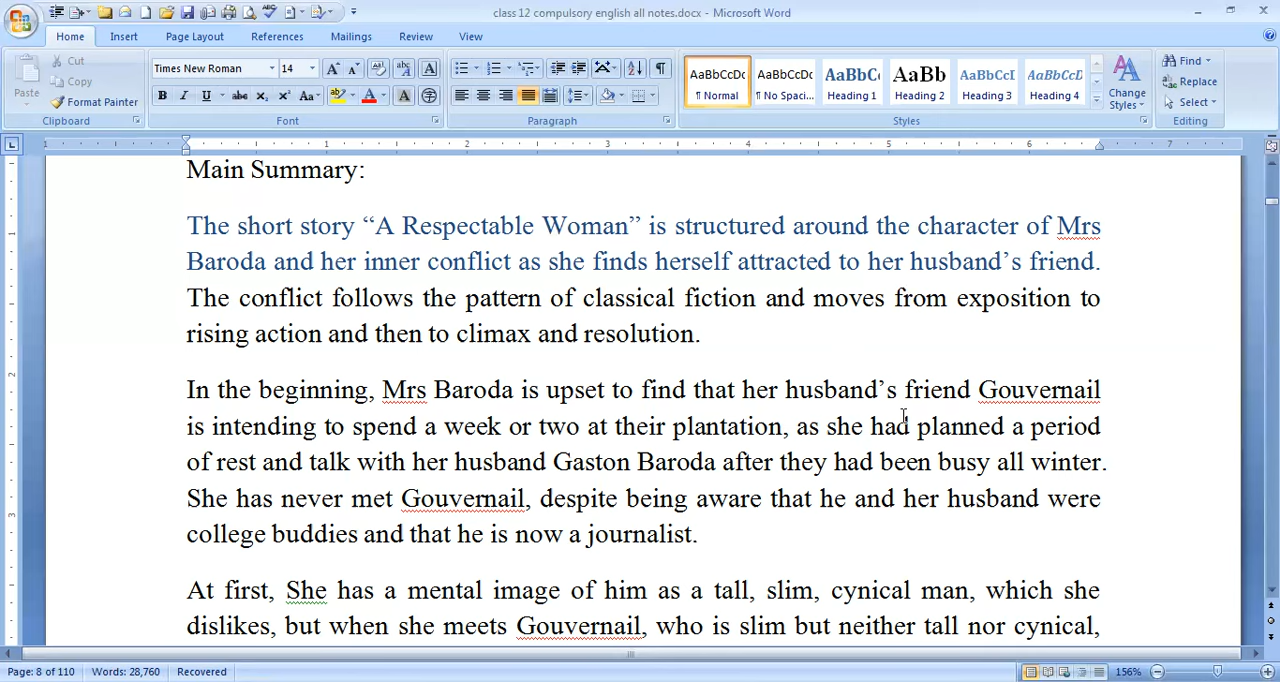 class 12 compulsory english all notes.docx - Microsoft Word
Home Insert Page Layout References Mailings Review View
Cut
Copy
Format Painter
Paste
Clipboard
Times New Roman 14
Font
Paragraph
AaBbCcDc AaBbCcDc AaBbC AaBb AaBbCcI AaBbCcD
¶ Normal ¶ No Spaci... Heading 1 Heading 2 Heading 3 Heading 4
Change
Styles
Styles
Find
Replace
Select
Editing
1 1 2 3 4 5 6 7
Main Summary:
The short story “A Respectable Woman” is structured around the character of Mrs
Baroda and her inner conflict as she finds herself attracted to her husband’s friend.
The conflict follows the pattern of classical fiction and moves from exposition to
rising action and then to climax and resolution.
In the beginning, Mrs Baroda is upset to find that her husband’s friend Gouvernail
is intending to spend a week or two at their plantation, as she had planned a period
of rest and talk with her husband Gaston Baroda after they had been busy all winter.
She has never met Gouvernail, despite being aware that he and her husband were
college buddies and that he is now a journalist.
At first, She has a mental image of him as a tall, slim, cynical man, which she
dislikes, but when she meets Gouvernail, who is slim but neither tall nor cynical,
Page: 8 of 110 Words: 28,760 Recovered 156%